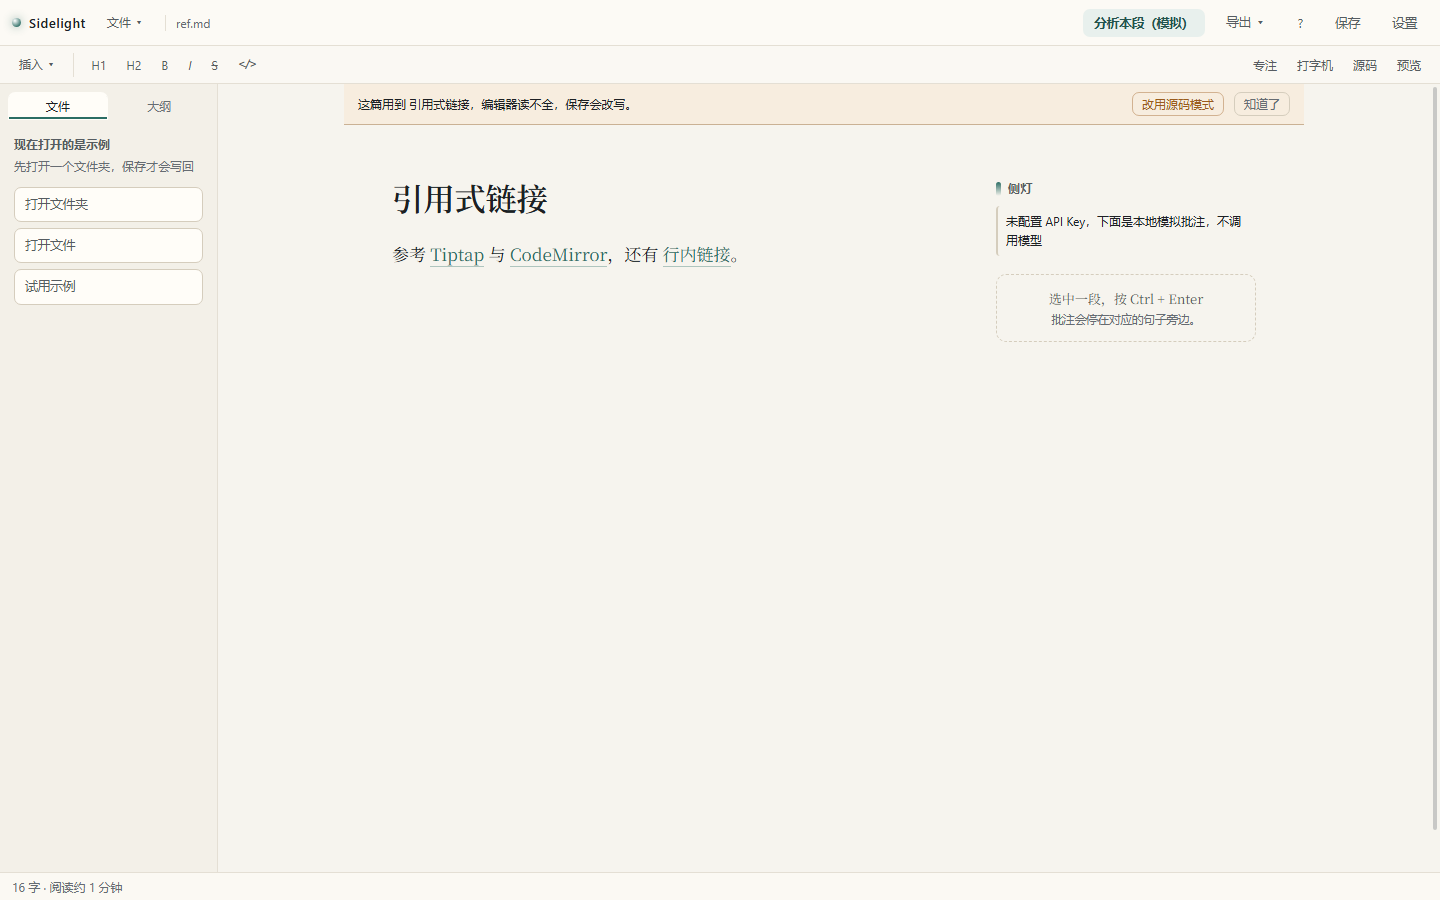 Sidelight 文件 ▾ ref.md 分析本段（模拟） 导出 ▾ ? 保存 设置
插入 ▾ H1 H2 B I S </> 专注 打字机 源码 预览
文件 大纲
这篇用到 引用式链接，编辑器读不全，保存会改写。 改用源码模式 知道了
现在打开的是示例
先打开一个文件夹，保存才会写回
打开文件夹
打开文件
试用示例
引用式链接
参考 Tiptap 与 CodeMirror，还有 行内链接。
侧灯
未配置 API Key，下面是本地模拟批注，不调
用模型
选中一段，按 Ctrl + Enter
批注会停在对应的句子旁边。
16 字 · 阅读约 1 分钟